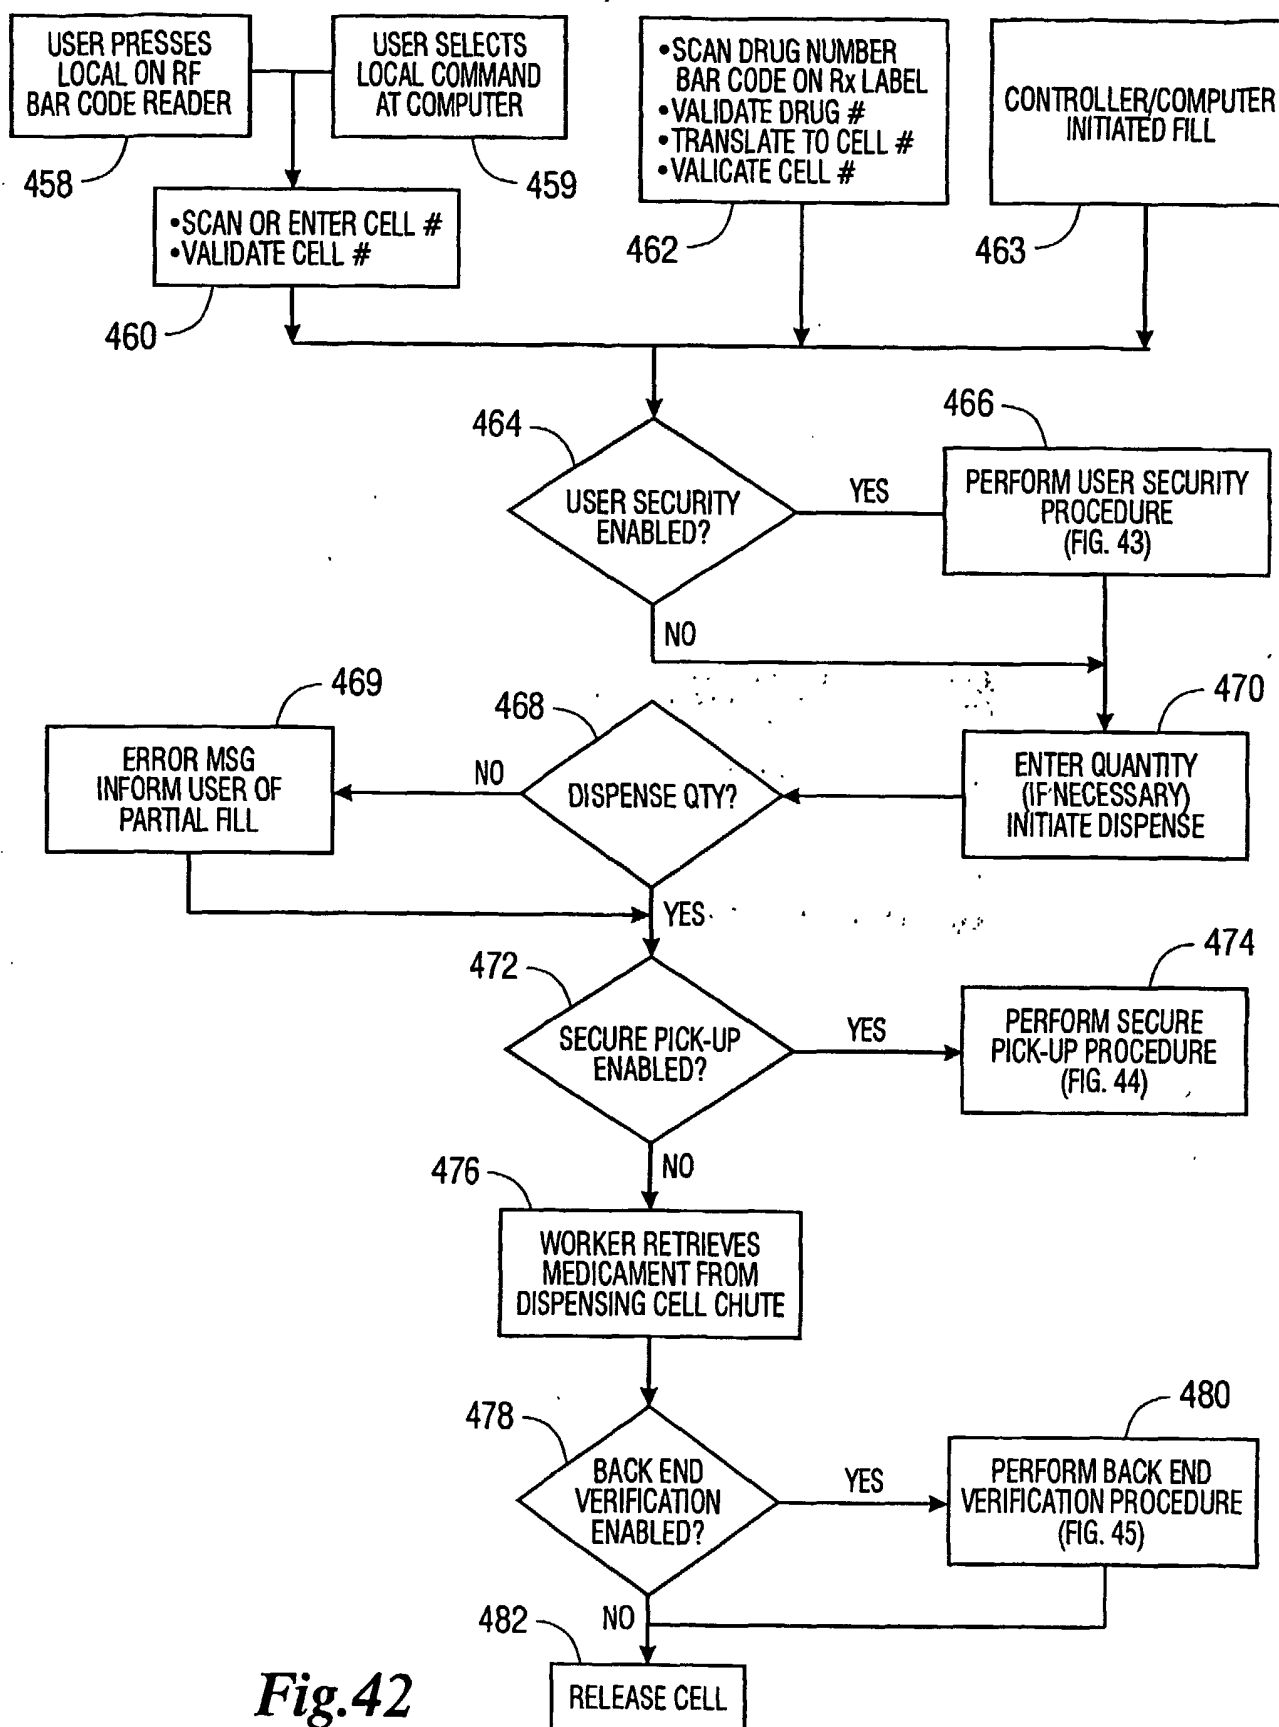 USER PRESSES
LOCAL ON RF
BAR CODE READER
458
USER SELECTS
LOCAL COMMAND
AT COMPUTER
459
•SCAN OR ENTER CELL #
•VALIDATE CELL #
460
•SCAN DRUG NUMBER
BAR CODE ON Rx LABEL
•VALIDATE DRUG #
•TRANSLATE TO CELL #
•VALICATE CELL #
462
CONTROLLER/COMPUTER
INITIATED FILL
463
464
USER SECURITY
ENABLED?
YES
NO
466
PERFORM USER SECURITY
PROCEDURE
(FIG. 43)
470
ENTER QUANTITY
(IF NECESSARY)
INITIATE DISPENSE
468
DISPENSE QTY?
NO
YES
469
ERROR MSG
INFORM USER OF
PARTIAL FILL
472
SECURE PICK-UP
ENABLED?
YES
NO
474
PERFORM SECURE
PICK-UP PROCEDURE
(FIG. 44)
476
WORKER RETRIEVES
MEDICAMENT FROM
DISPENSING CELL CHUTE
478
BACK END
VERIFICATION
ENABLED?
YES
NO
480
PERFORM BACK END
VERIFICATION PROCEDURE
(FIG. 45)
482
RELEASE CELL
Fig.42